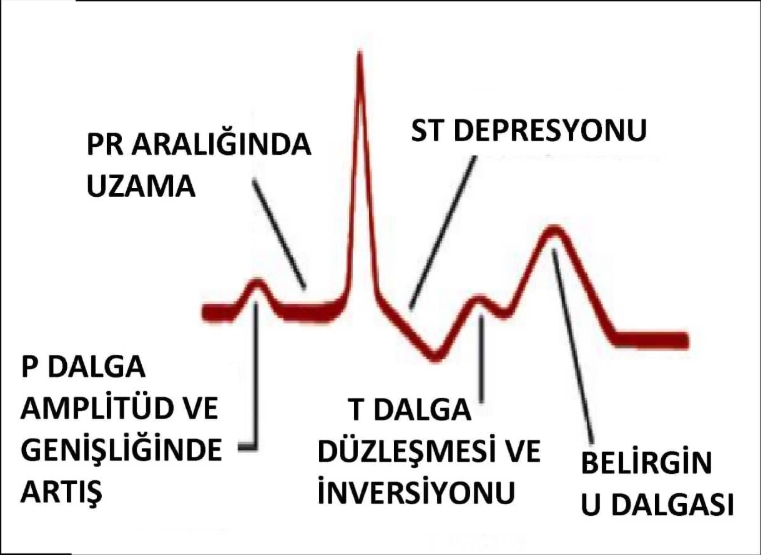 PR ARALIĞINDA
UZAMA
ST DEPRESYONU
P DALGA
AMPLİTÜD VE
GENİŞLİĞİNDE
ARTIŞ
T DALGA
DÜZLEŞMESİ VE
İNVERSİYONU
BELİRGİN
U DALGASI